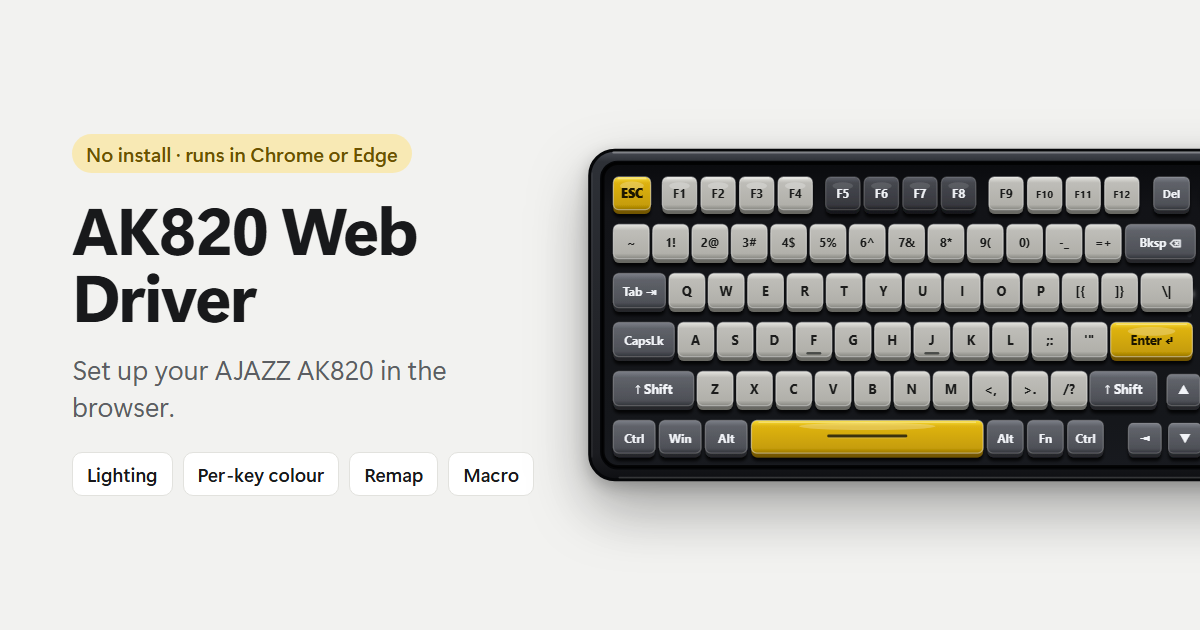 No install · runs in Chrome or Edge
AK820 Web
Driver
Set up your AJAZZ AK820 in the
browser.
Lighting Per-key colour Remap Macro
ESC F1 F2 F3 F4 F5 F6 F7 F8 F9 F10 F11 F12 Del
~ 1! 2@ 3# 4$ 5% 6^ 7& 8* 9( 0) -_ =+ Bksp ⌫
Tab ⇥ Q W E R T Y U I O P [{ ]} \|
CapsLk A S D F G H J K L ;: '" Enter ↲
↑ Shift Z X C V B N M <, >. /? ↑ Shift ▲
Ctrl Win Alt Alt Fn Ctrl ◄ ▼